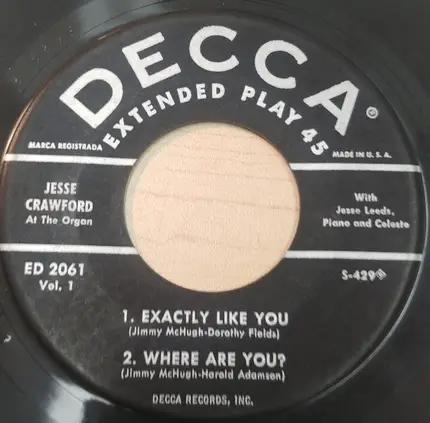 DECCA®
EXTENDED PLAY 45
MARCA REGISTRADA
MADE IN U. S. A.
JESSE
CRAWFORD
At The Organ
With
Jesse Leeds,
Piano and Celeste
ED 2061
Vol. 1
S-429
1. EXACTLY LIKE YOU
(Jimmy McHugh-Dorothy Fields)
2. WHERE ARE YOU?
(Jimmy McHugh-Harold Adamson)
DECCA RECORDS, INC.